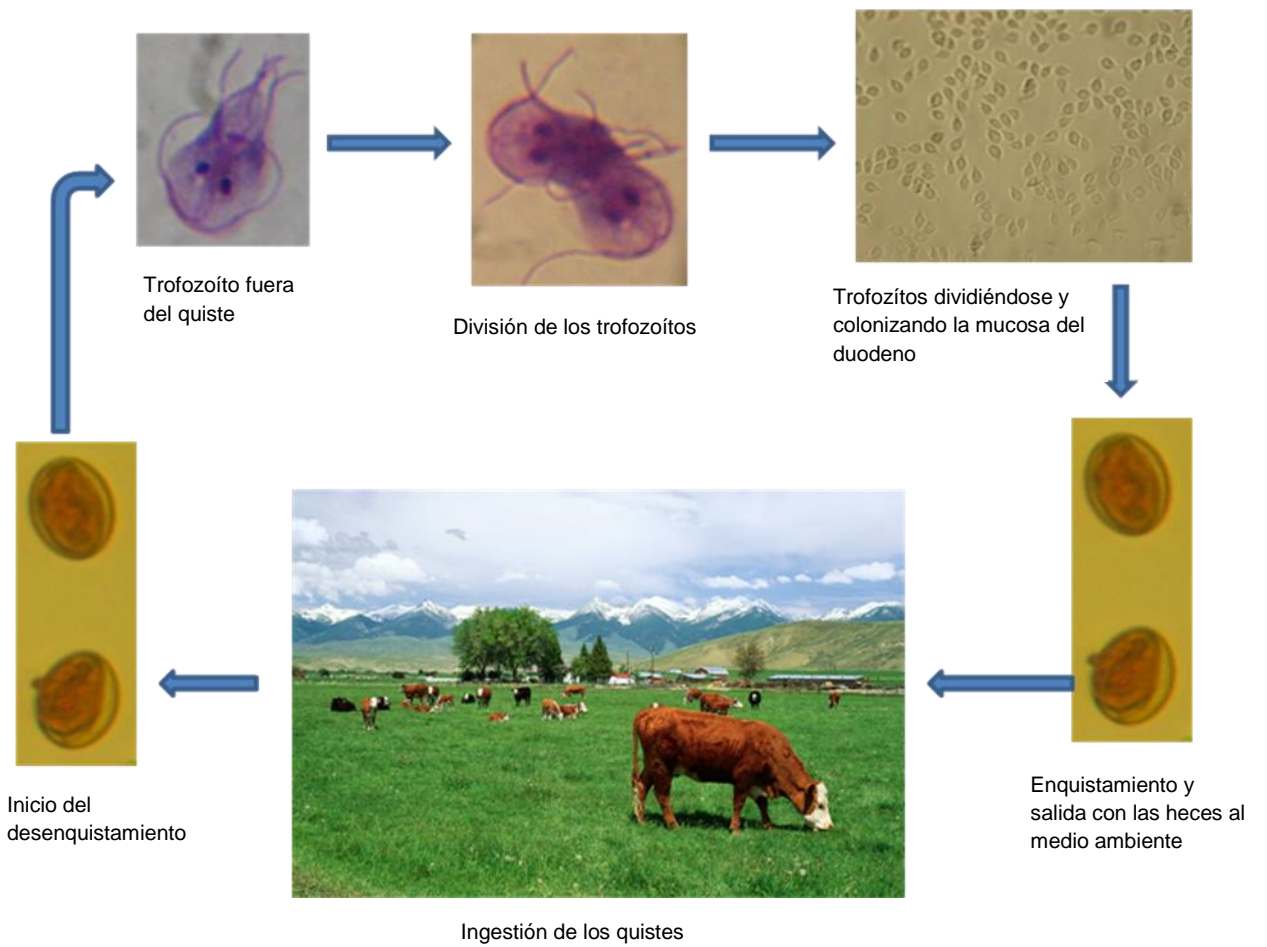 Trofozoíto fuera
del quiste
División de los trofozoítos
Trofozítos dividiéndose y
colonizando la mucosa del
duodeno
Enquistamiento y
salida con las heces al
medio ambiente
Ingestión de los quistes
Inicio del
desenquistamiento